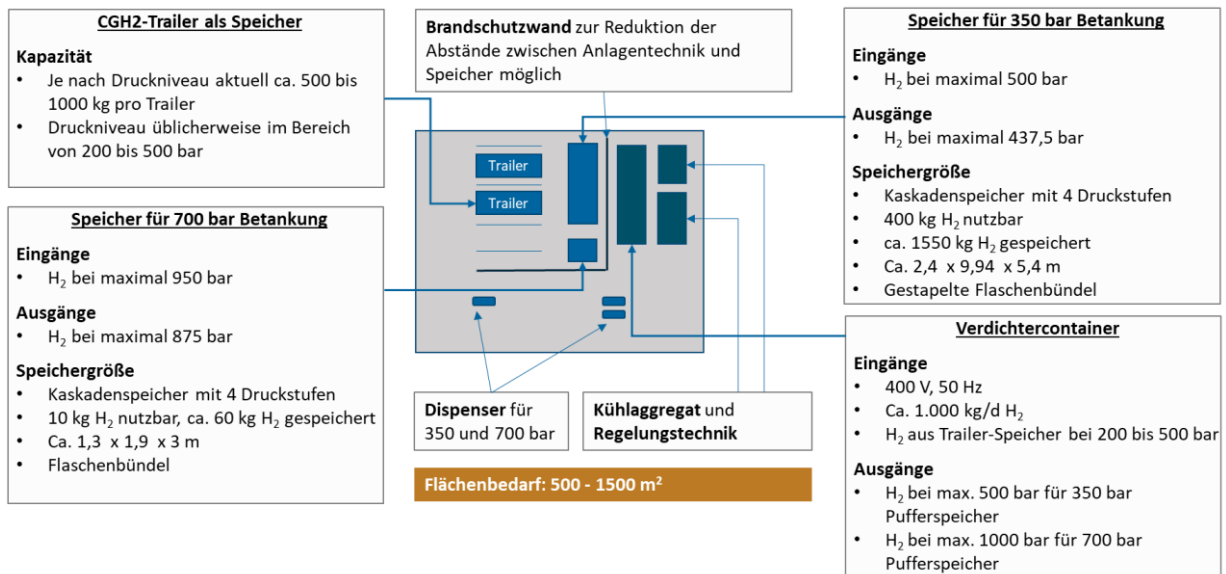 CGH2-Trailer als Speicher
Kapazität
• Je nach Druckniveau aktuell ca. 500 bis
1000 kg pro Trailer
• Druckniveau üblicherweise im Bereich
von 200 bis 500 bar
Speicher für 700 bar Betankung
Eingänge
• H₂ bei maximal 950 bar
Ausgänge
• H₂ bei maximal 875 bar
Speichergröße
• Kaskadenspeicher mit 4 Druckstufen
• 10 kg H₂ nutzbar, ca. 60 kg H₂ gespeichert
• Ca. 1,3 x 1,9 x 3 m
• Flaschenbündel
Brandschutzwand zur Reduktion der
Abstände zwischen Anlagentechnik und
Speicher möglich
Trailer
Trailer
Dispenser für
350 und 700 bar
Kühlaggregat und
Regelungstechnik
Flächenbedarf: 500 - 1500 m²
Speicher für 350 bar Betankung
Eingänge
• H₂ bei maximal 500 bar
Ausgänge
• H₂ bei maximal 437,5 bar
Speichergröße
• Kaskadenspeicher mit 4 Druckstufen
• 400 kg H₂ nutzbar
• ca. 1550 kg H₂ gespeichert
• Ca. 2,4 x 9,94 x 5,4 m
• Gestapelte Flaschenbündel
Verdichtercontainer
Eingänge
• 400 V, 50 Hz
• Ca. 1.000 kg/d H₂
• H₂ aus Trailer-Speicher bei 200 bis 500 bar
Ausgänge
• H₂ bei max. 500 bar für 350 bar
Pufferspeicher
• H₂ bei max. 1000 bar für 700 bar
Pufferspeicher